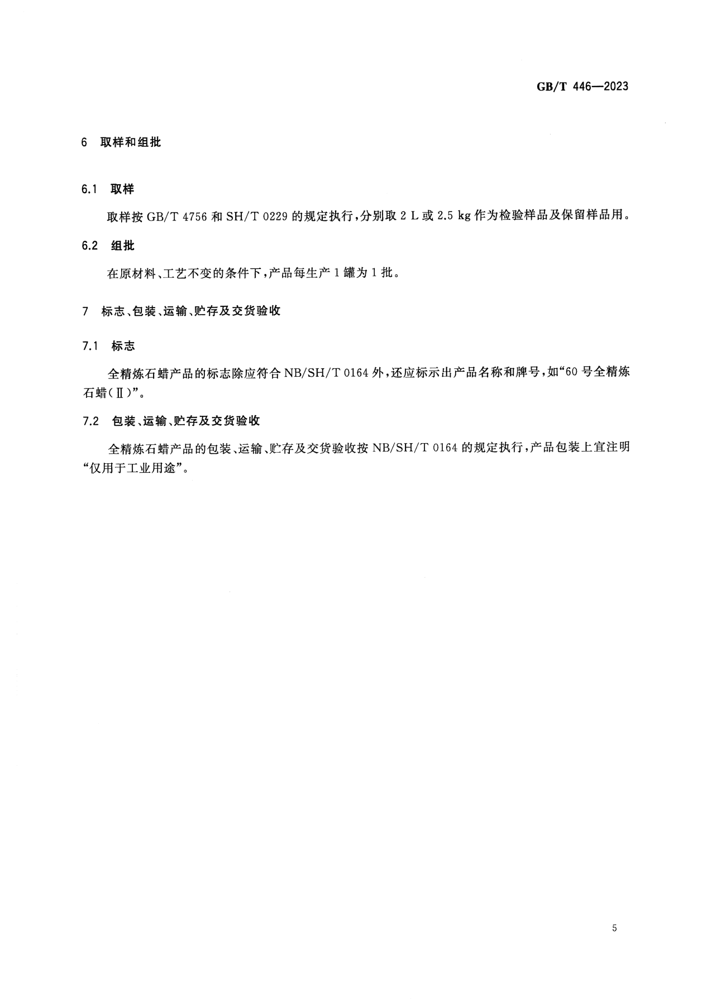 GB/T 446—2023
6 取样和组批
6.1 取样
取样按 GB/T 4756 和 SH/T 0229 的规定执行,分别取 2 L 或 2.5 kg 作为检验样品及保留样品用。
6.2 组批
在原材料、工艺不变的条件下,产品每生产 1 罐为 1 批。
7 标志、包装、运输、贮存及交货验收
7.1 标志
全精炼石蜡产品的标志除应符合 NB/SH/T 0164 外,还应标示出产品名称和牌号,如“60 号全精炼
石蜡(Ⅱ)”。
7.2 包装、运输、贮存及交货验收
全精炼石蜡产品的包装、运输、贮存及交货验收按 NB/SH/T 0164 的规定执行,产品包装上宜注明
“仅用于工业用途”。
5